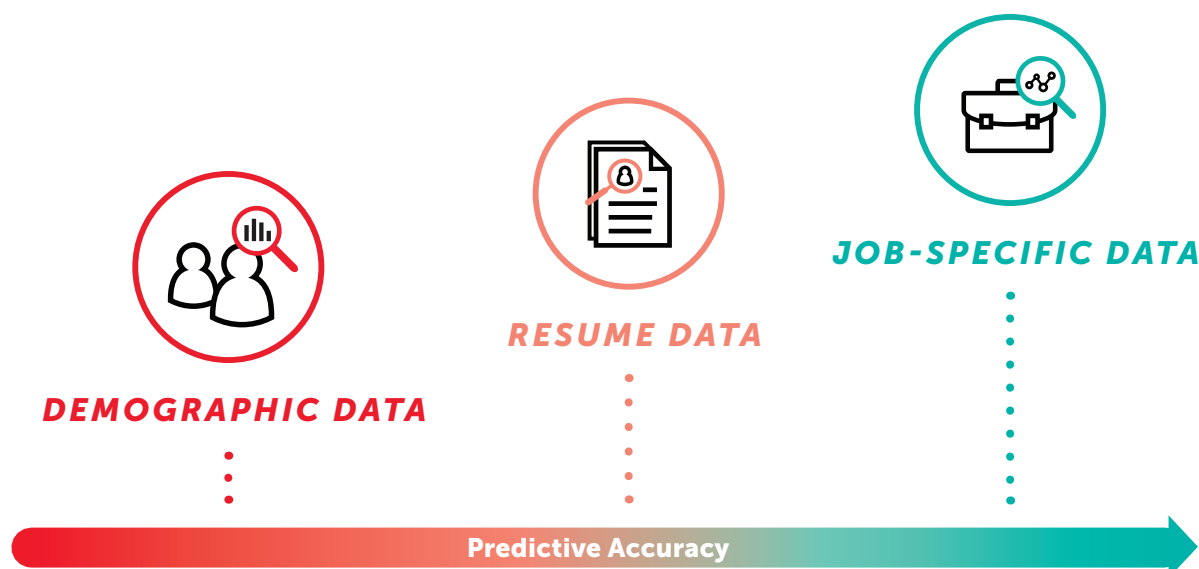 DEMOGRAPHIC DATA
RESUME DATA
JOB-SPECIFIC DATA
Predictive Accuracy